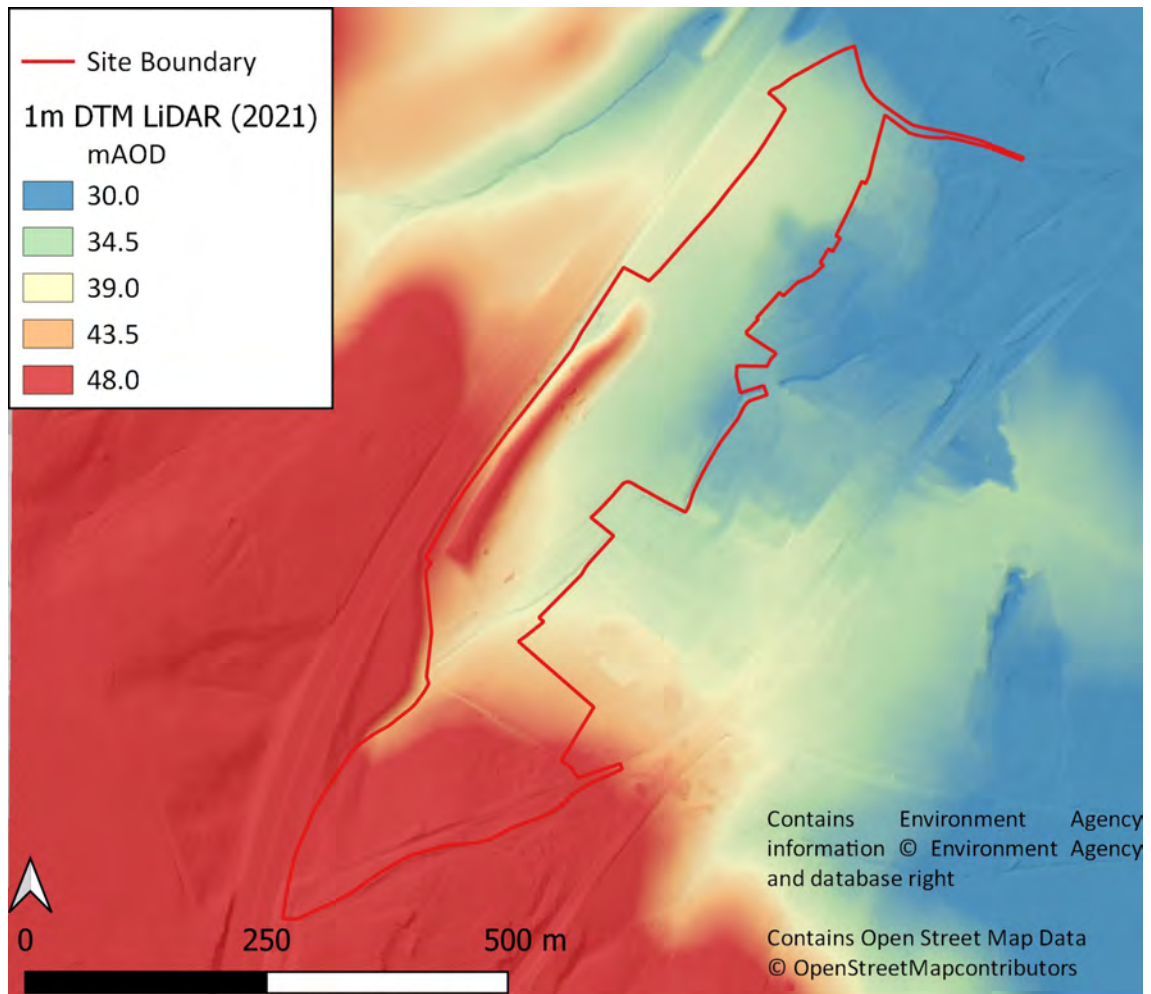 Site Boundary
1m DTM LiDAR (2021)
mAOD
30.0
34.5
39.0
43.5
48.0
Contains Environment Agency
information © Environment Agency
and database right
Contains Open Street Map Data
© OpenStreetMapcontributors
0 250 500 m